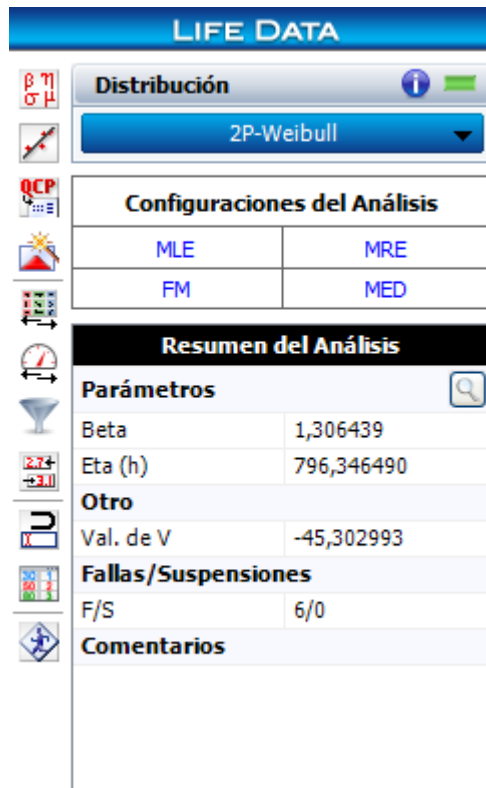 LIFE DATA
β η
σ μ
Distribución
2P-Weibull
QCP
Configuraciones del Análisis
MLE MRE
FM MED
Resumen del Análisis
Parámetros
Beta 1,306439
Eta (h) 796,346490
Otro
Val. de V -45,302993
Fallas/Suspensiones
F/S 6/0
Comentarios